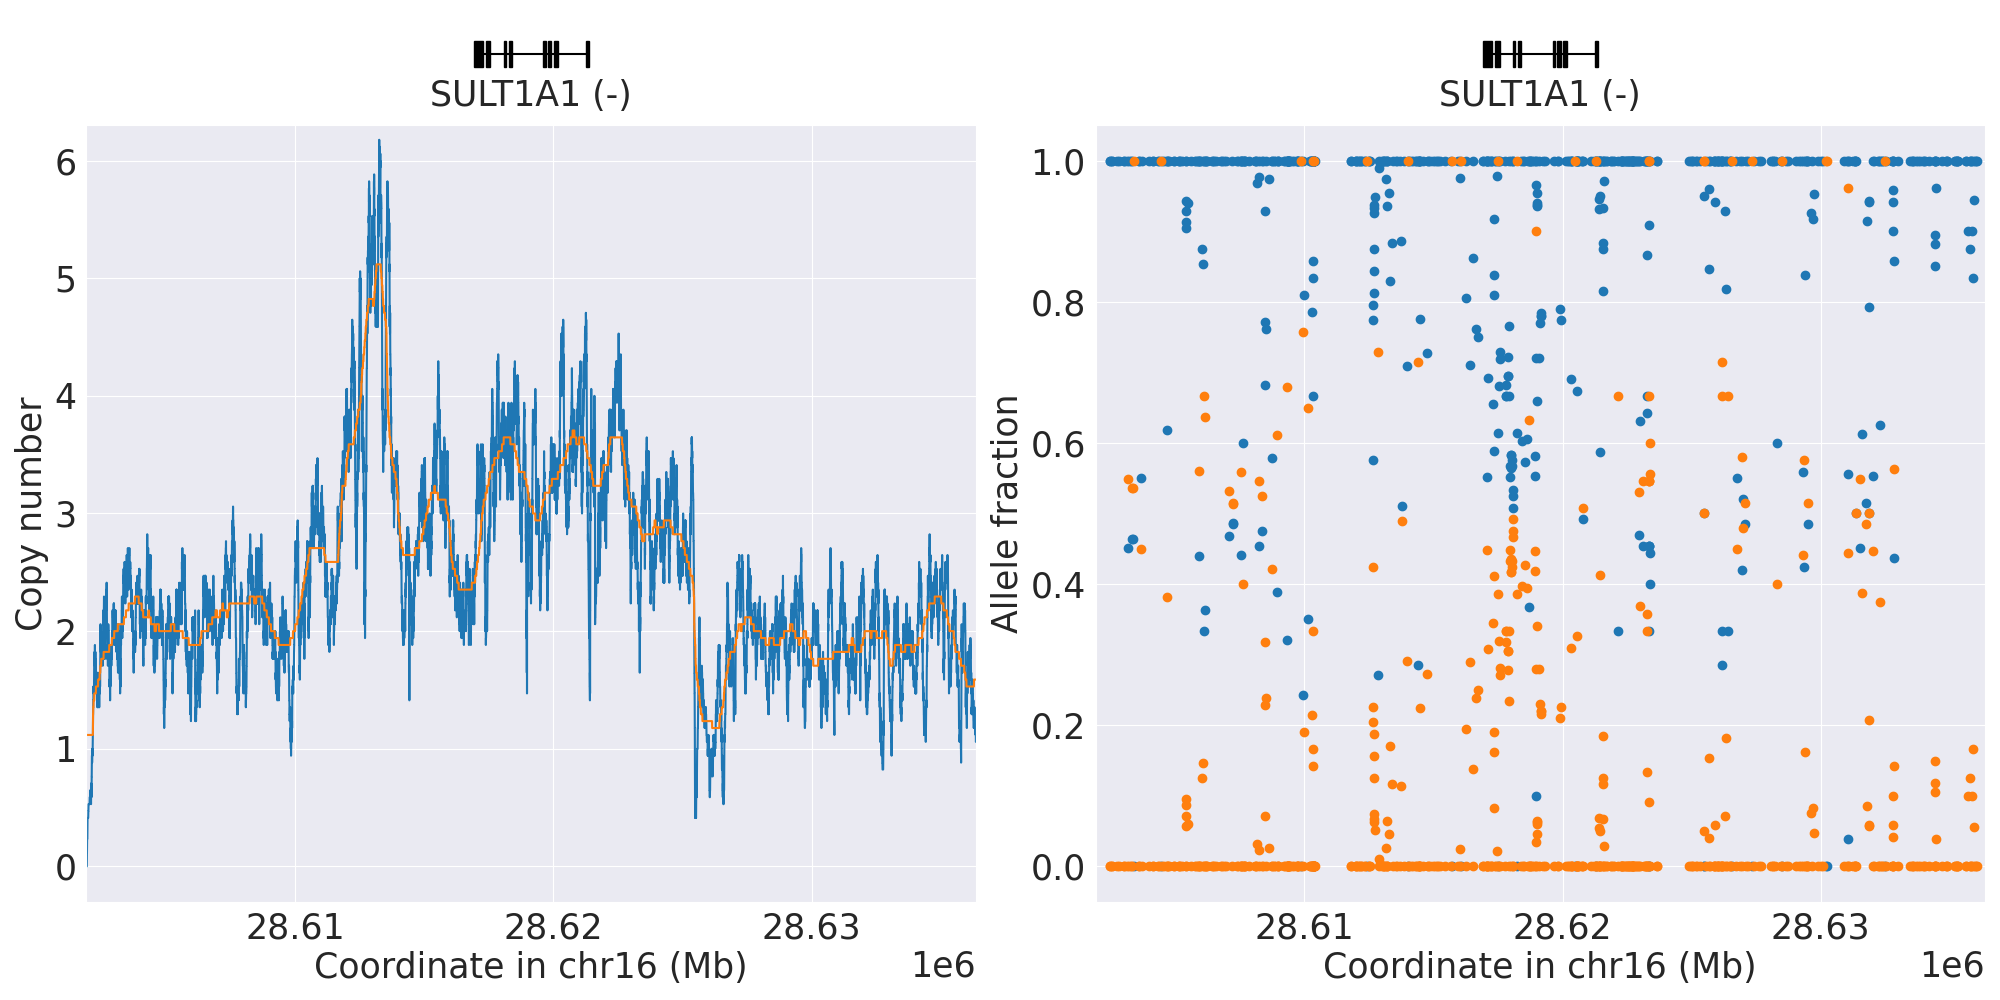 SULT1A1 (-)
Copy number
6
5
4
3
2
1
0
28.61
28.62
28.63
Coordinate in chr16 (Mb)
1e6
SULT1A1 (-)
Allele fraction
1.0
0.8
0.6
0.4
0.2
0.0
28.61
28.62
28.63
Coordinate in chr16 (Mb)
1e6